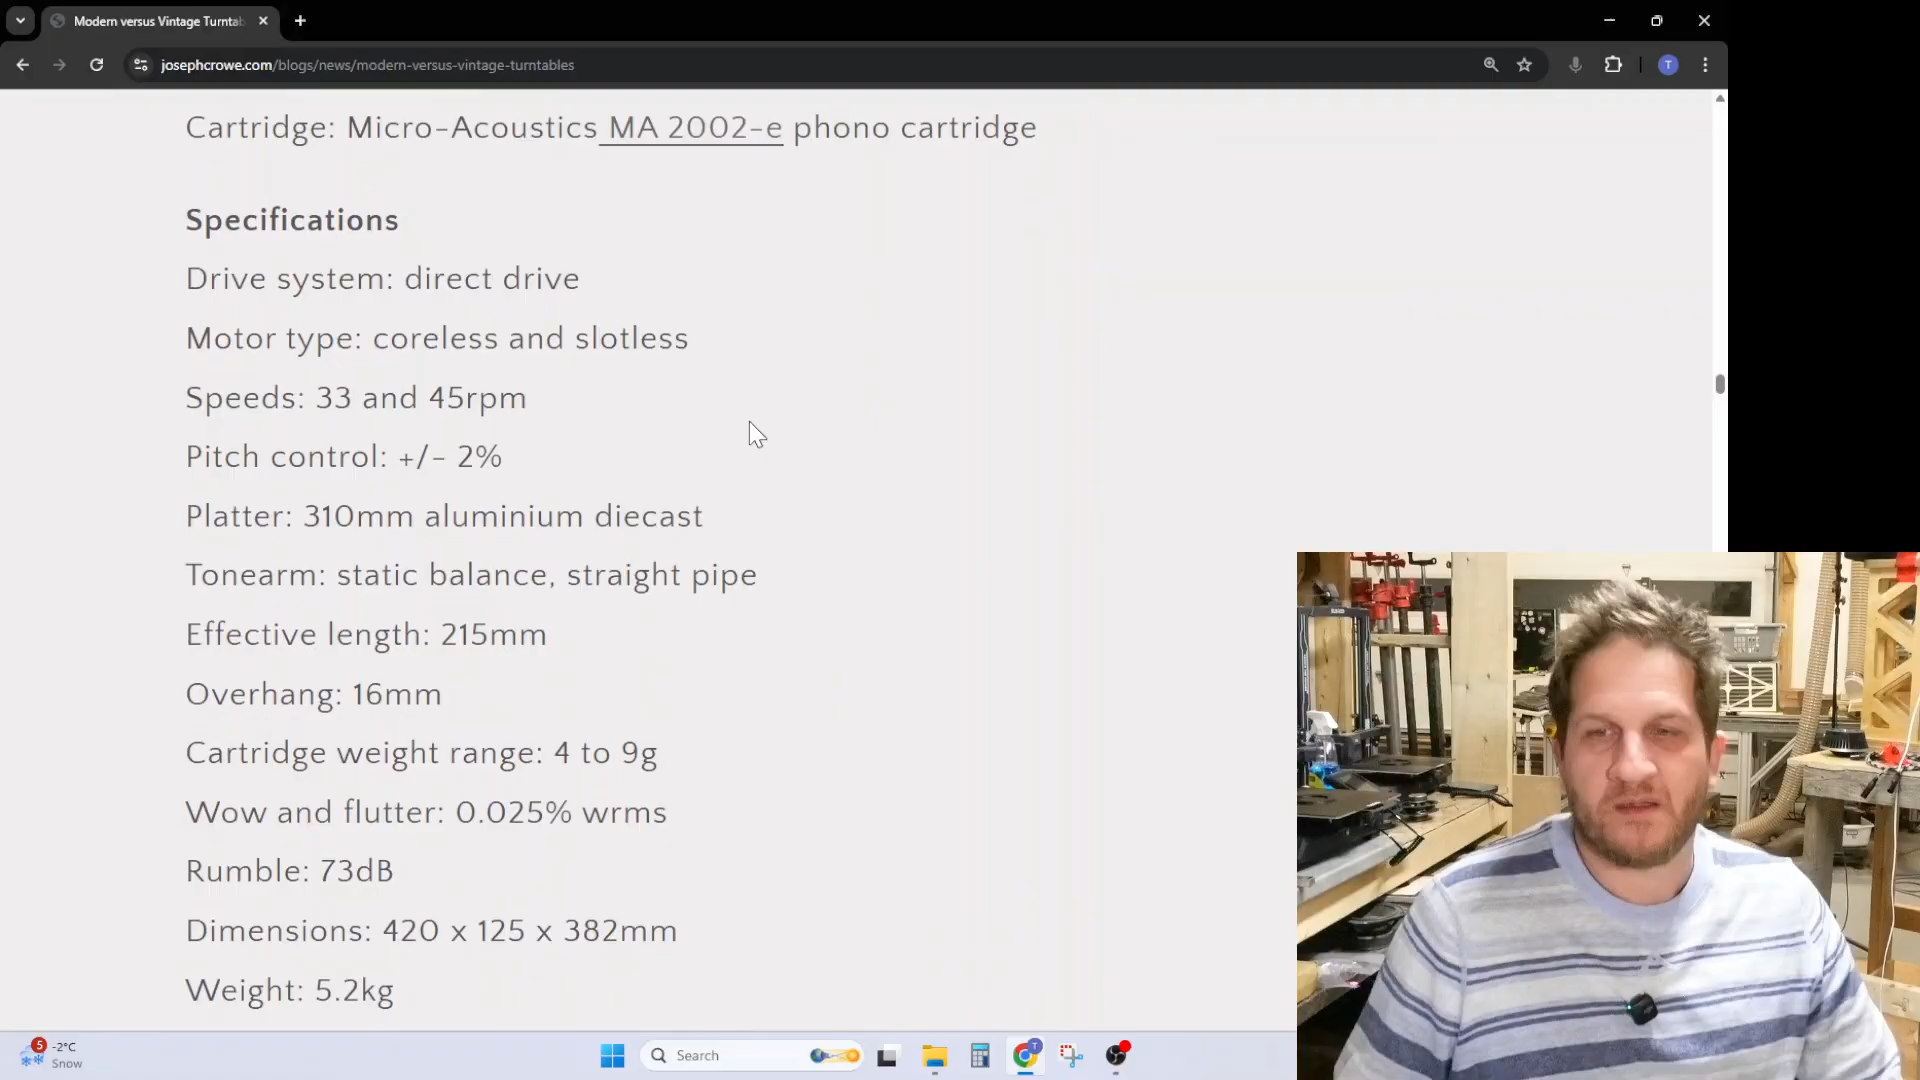 Modern versus Vintage Turnta
josephcrowe.com/blogs/news/modern-versus-vintage-turntables
T
Cartridge: Micro-Acoustics MA 2002-e phono cartridge
Specifications
Drive system: direct drive
Motor type: coreless and slotless
Speeds: 33 and 45rpm
Pitch control: +/- 2%
Platter: 310mm aluminium diecast
Tonearm: static balance, straight pipe
Effective length: 215mm
Overhang: 16mm
Cartridge weight range: 4 to 9g
Wow and flutter: 0.025% wrms
Rumble: 73dB
Dimensions: 420 x 125 x 382mm
Weight: 5.2kg
5
-2°C
Snow
Search
T